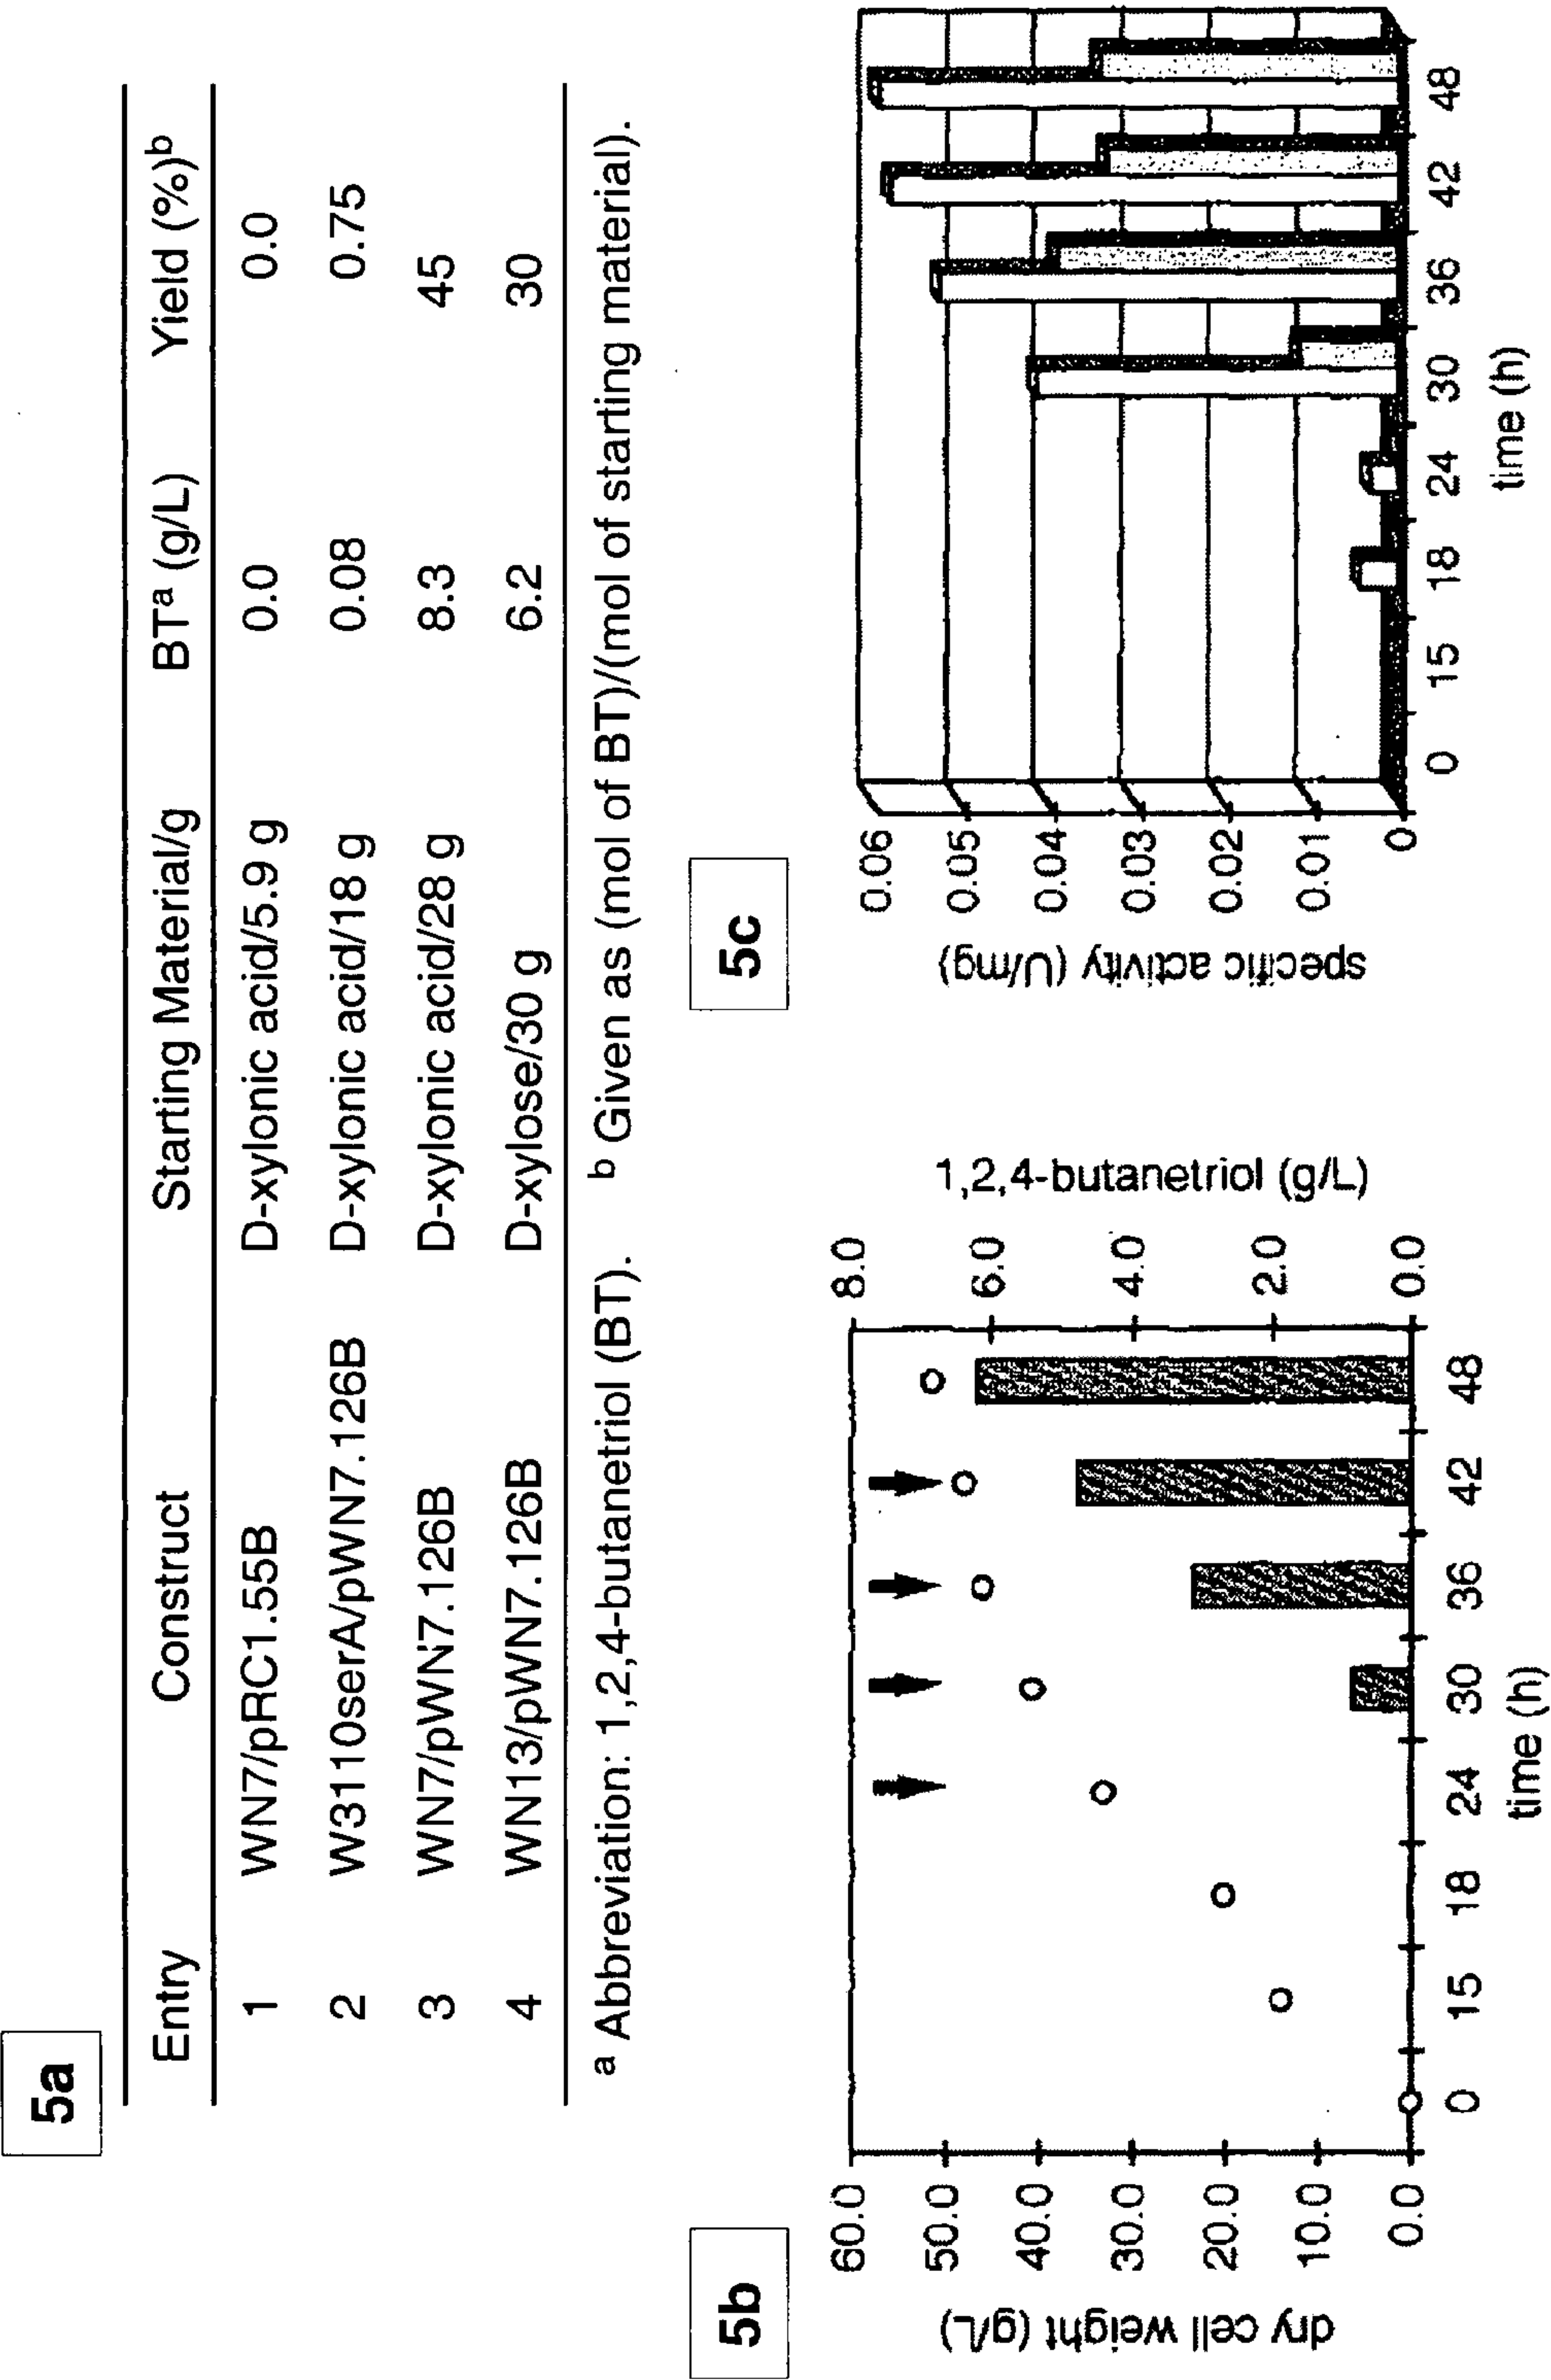 5a
Entry Construct Starting Material/g BTa (g/L) Yield (%)b
1 WN7/pRC1.55B D-xylonic acid/5.9 g 0.0 0.0
2 W3110serA/pWN7.126B D-xylonic acid/18 g 0.08 0.75
3 WN7/pWN7.126B D-xylonic acid/28 g 8.3 45
4 WN13/pWN7.126B D-xylose/30 g 6.2 30
a Abbreviation: 1,2,4-butanetriol (BT). b Given as (mol of BT)/(mol of starting material).
5b
dry cell weight (g/L)
60.0
50.0
40.0
30.0
20.0
10.0
0.0
0 15 18 24 30 36 42 48
time (h)
8.0
6.0
4.0
2.0
0.0
1,2,4-butanetriol (g/L)
5c
specific activity (U/mg)
0.06
0.05
0.04
0.03
0.02
0.01
0
0 15 18 24 30 36 42 48
time (h)